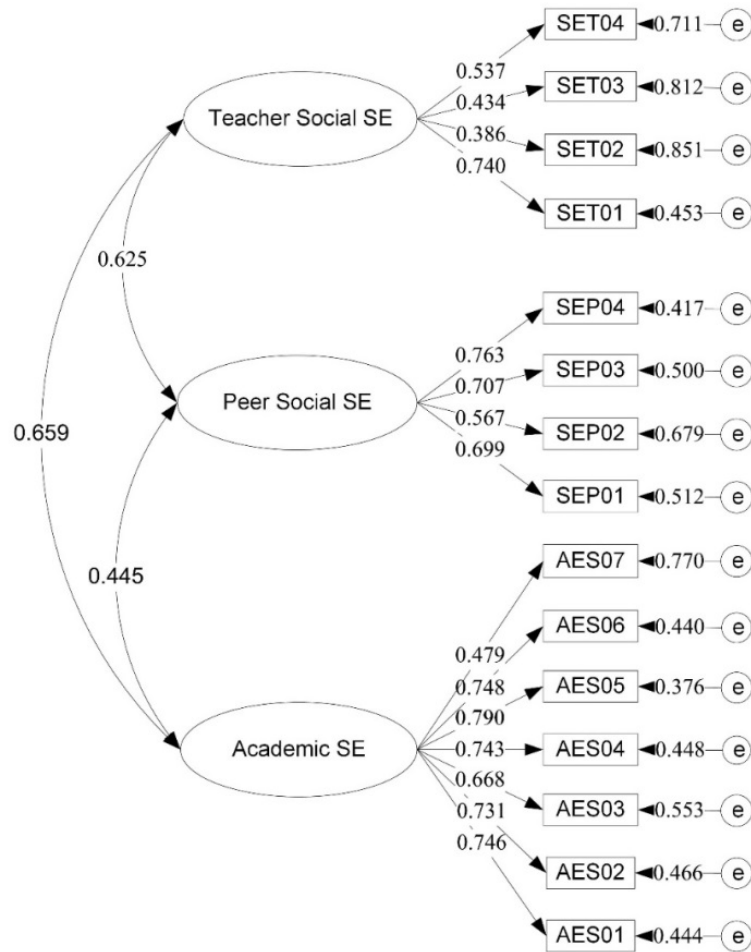 SET04 0.711 e
0.537
SET03 0.812 e
0.434
Teacher Social SE
0.386
SET02 0.851 e
0.740
SET01 0.453 e
0.625
SEP04 0.417 e
0.763
SEP03 0.500 e
0.707
Peer Social SE
0.567
SEP02 0.679 e
0.659
0.699
SEP01 0.512 e
AES07 0.770 e
0.445
AES06 0.440 e
0.479
0.748
AES05 0.376 e
0.790
Academic SE
0.743
AES04 0.448 e
0.668
AES03 0.553 e
0.731
0.746
AES02 0.466 e
AES01 0.444 e